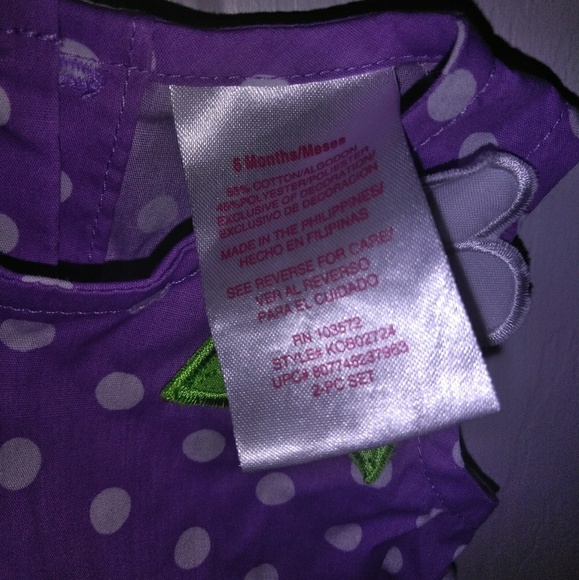 6 Months/Meses
55% COTTON/ALGODON
45%POLYESTER/POLIESTER
EXCLUSIVE OF DECORATION/
EXCLUSIVO DE DECORACION
MADE IN THE PHILIPPINES/
HECHO EN FILIPINAS
SEE REVERSE FOR CARE/
VER AL REVERSO
PARA EL CUIDADO
RN 103572
STYLE# KOB02724
UPC# 807748237963
2-PC SET